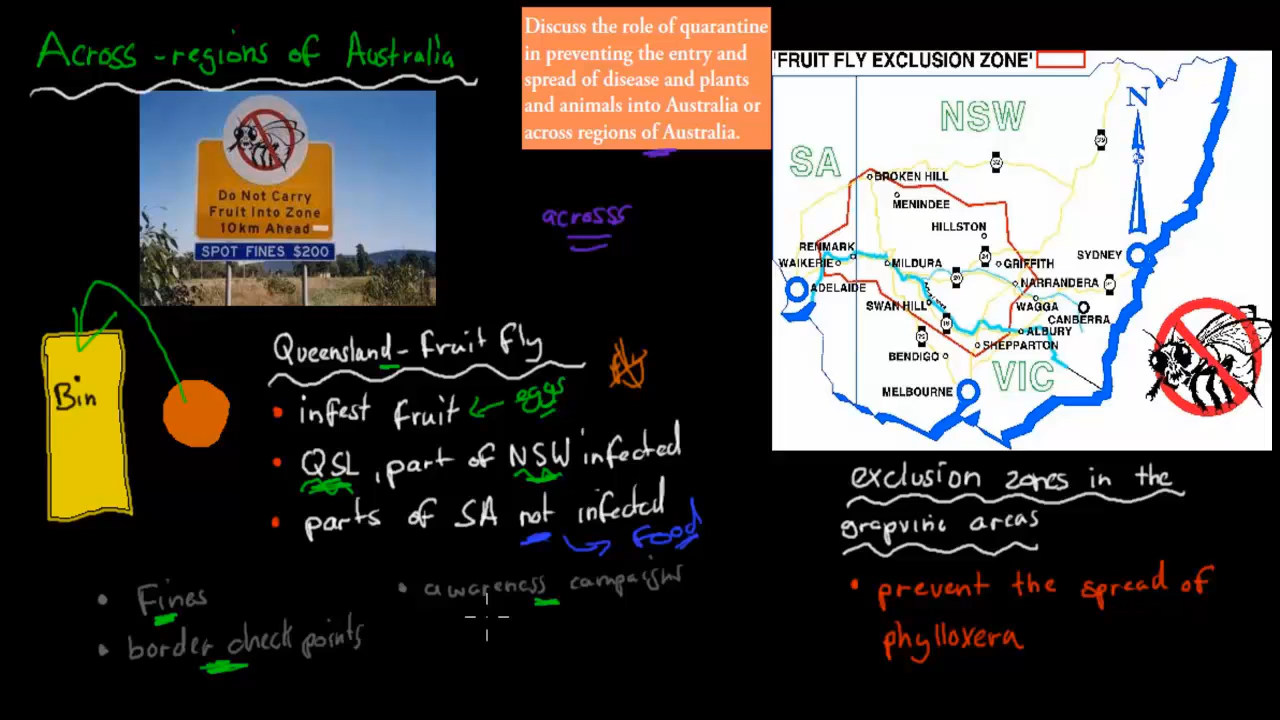 Across - regions of Australia
Discuss the role of quarantine
in preventing the entry and
spread of disease and plants
and animals into Australia or
across regions of Australia.
acrosss
Do Not Carry
Fruit Into Zone
10km Ahead
SPOT FINES $200
Bin
Queensland - fruit fly
infest fruit ← eggs
QSL, part of NSW infected
parts of SA not infected
Food
Fines
border check points
awareness campaigns
'FRUIT FLY EXCLUSION ZONE'
NSW
N
SA
BROKEN HILL
MENINDEE
HILLSTON
RENMARK
SYDNEY
WAIKERIE
MILDURA
GRIFFITH
NARRANDERA
ADELAIDE
SWAN HILL
WAGGA
CANBERRA
ALBURY
SHEPPARTON
BENDIGO
VIC
MELBOURNE
exclusion zones in the
grapvine areas
prevent the spread of
phylloxera